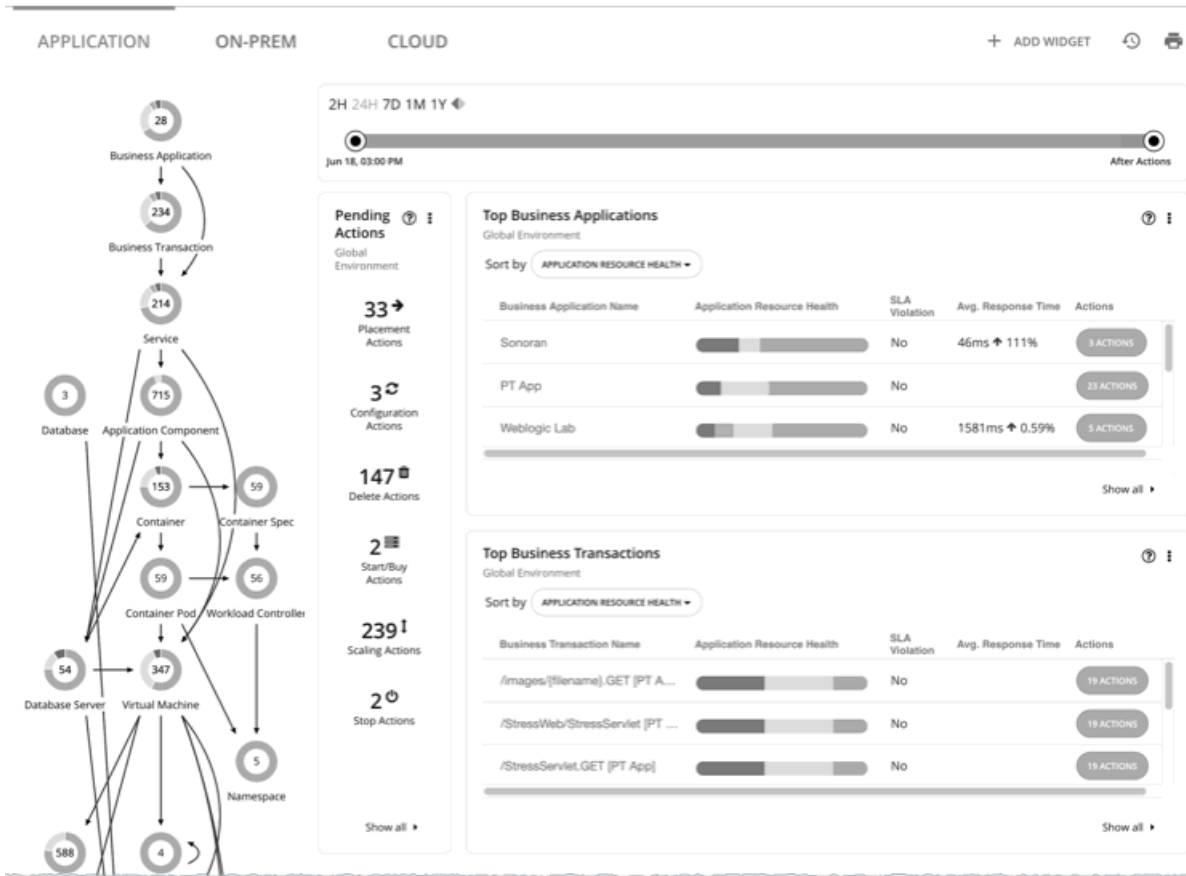 APPLICATION ON-PREM CLOUD
+ ADD WIDGET
28
Business Application
234
Business Transaction
214
Service
3
Database
715
Application Component
153
Container
59
Container Spec
59
Container Pod
56
Workload Controller
54
Database Server
347
Virtual Machine
5
Namespace
588
4
2H 24H 7D 1M 1Y
Jun 18, 03:00 PM
After Actions
Pending
Actions
Global
Environment
33
Placement
Actions
3
Configuration
Actions
147
Delete Actions
2
Start/Buy
Actions
239
Scaling Actions
2
Stop Actions
Show all
Top Business Applications
Global Environment
Sort by APPLICATION RESOURCE HEALTH
Business Application Name Application Resource Health SLA Violation Avg. Response Time Actions
Sonoran No 46ms ↑ 111% 3 ACTIONS
PT App No 23 ACTIONS
Weblogic Lab No 1581ms ↑ 0.59% 5 ACTIONS
Show all
Top Business Transactions
Global Environment
Sort by APPLICATION RESOURCE HEALTH
Business Transaction Name Application Resource Health SLA Violation Avg. Response Time Actions
/images/{filename}.GET [PT A... No 19 ACTIONS
/StressWeb/StressServlet [PT ... No 19 ACTIONS
/StressServlet.GET [PT App] No 19 ACTIONS
Show all